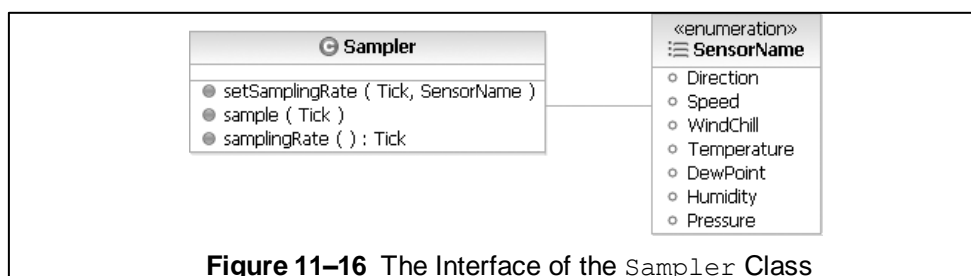 Sampler
setSamplingRate ( Tick, SensorName )
sample ( Tick )
samplingRate ( ) : Tick
«enumeration»
SensorName
Direction
Speed
WindChill
Temperature
DewPoint
Humidity
Pressure
Figure 11–16 The Interface of the Sampler Class